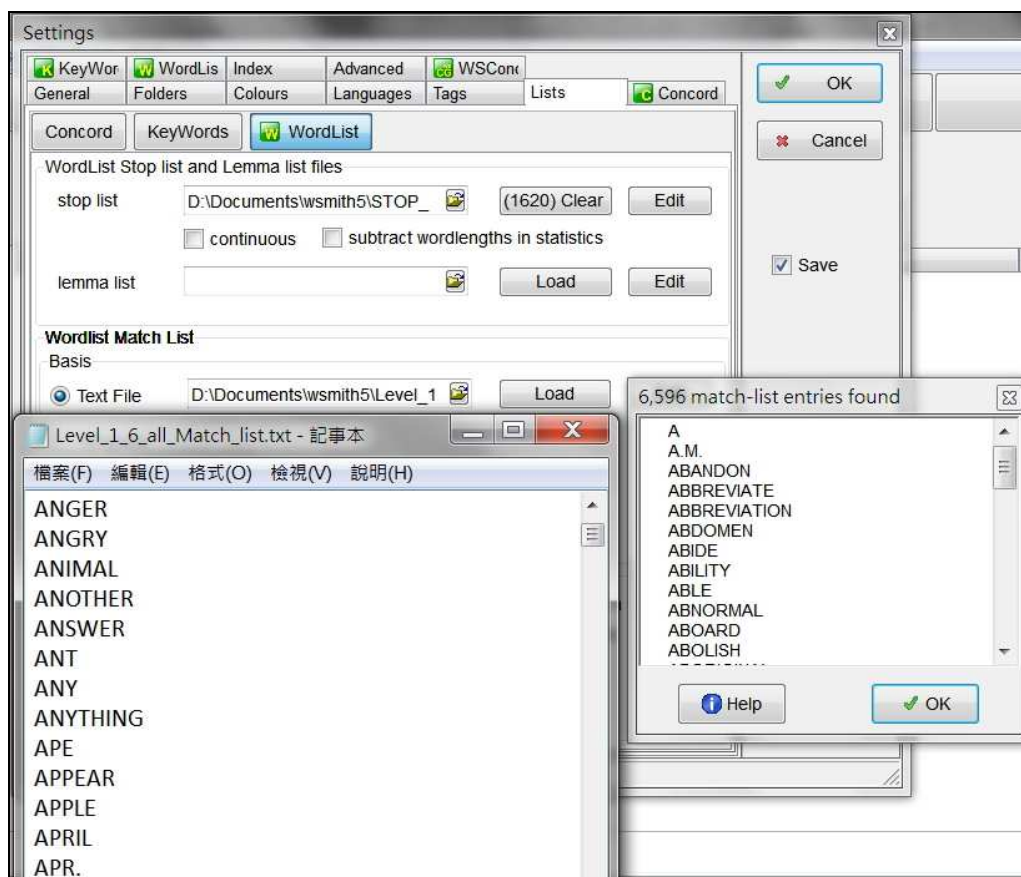 Settings
KeyWor WordLis Index Advanced WSConc
General Folders Colours Languages Tags Lists Concord
Concord KeyWords WordList
WordList Stop list and Lemma list files
stop list D:\Documents\wsmith5\STOP_ (1620) Clear Edit
continuous subtract wordlengths in statistics
lemma list Load Edit
Wordlist Match List
Basis
Text File D:\Documents\wsmith5\Level_1 Load
OK
Cancel
Save
6,596 match-list entries found
A
A.M.
ABANDON
ABBREVIATE
ABBREVIATION
ABDOMEN
ABIDE
ABILITY
ABLE
ABNORMAL
ABOARD
ABOLISH
Help OK
Level_1_6_all_Match_list.txt - 記事本
檔案(F) 編輯(E) 格式(O) 檢視(V) 說明(H)
ANGER
ANGRY
ANIMAL
ANOTHER
ANSWER
ANT
ANY
ANYTHING
APE
APPEAR
APPLE
APRIL
APR.